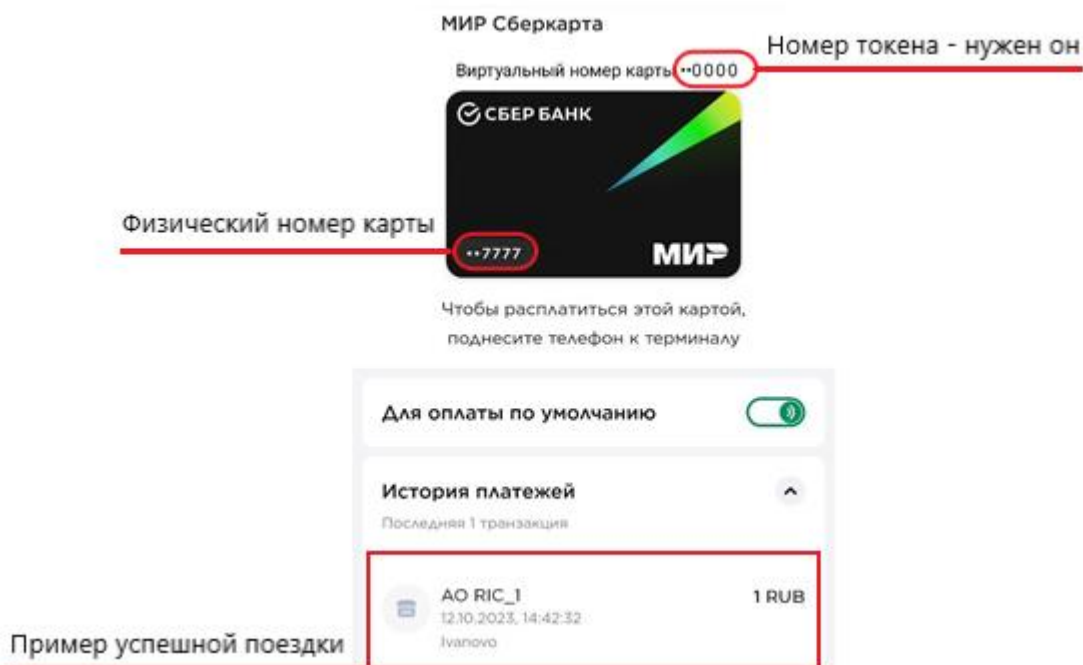 МИР Сберкарта
Номер токена - нужен он
Виртуальный номер карты ··0000
СБЕР БАНК
Физический номер карты
··7777
МИР
Чтобы расплатиться этой картой,
поднесите телефон к терминалу
Для оплаты по умолчанию
История платежей
Последняя 1 транзакция
AO RIC_1
1 RUB
12.10.2023, 14:42:32
Ivanovo
Пример успешной поездки